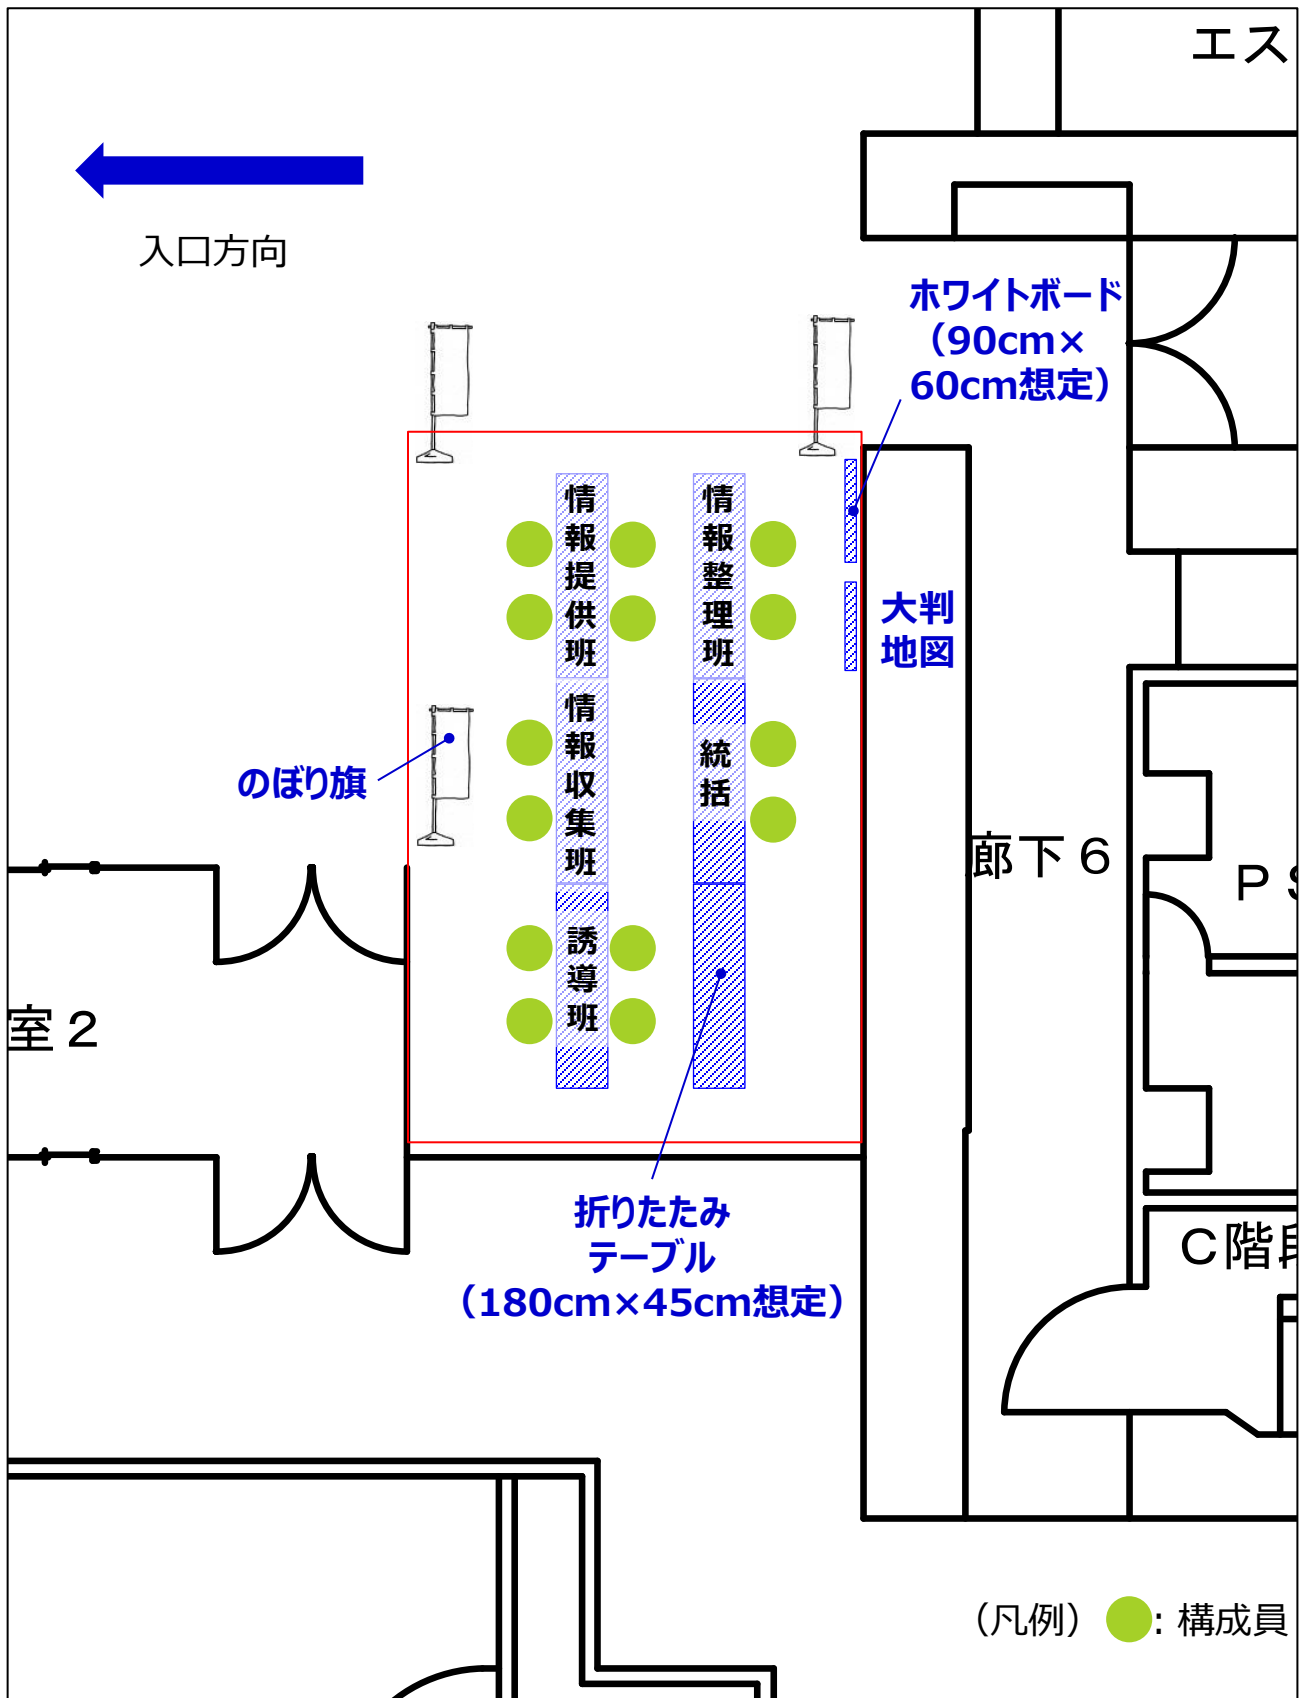 エス
入口方向
ホワイトボード
（90cm×
60cm想定）
情報提供班
情報整理班
大判
地図
情報収集班
統括
のぼり旗
廊下６
ＰＳ
誘導班
室２
折りたたみ
テーブル
（180cm×45cm想定）
Ｃ階段
（凡例）　：構成員